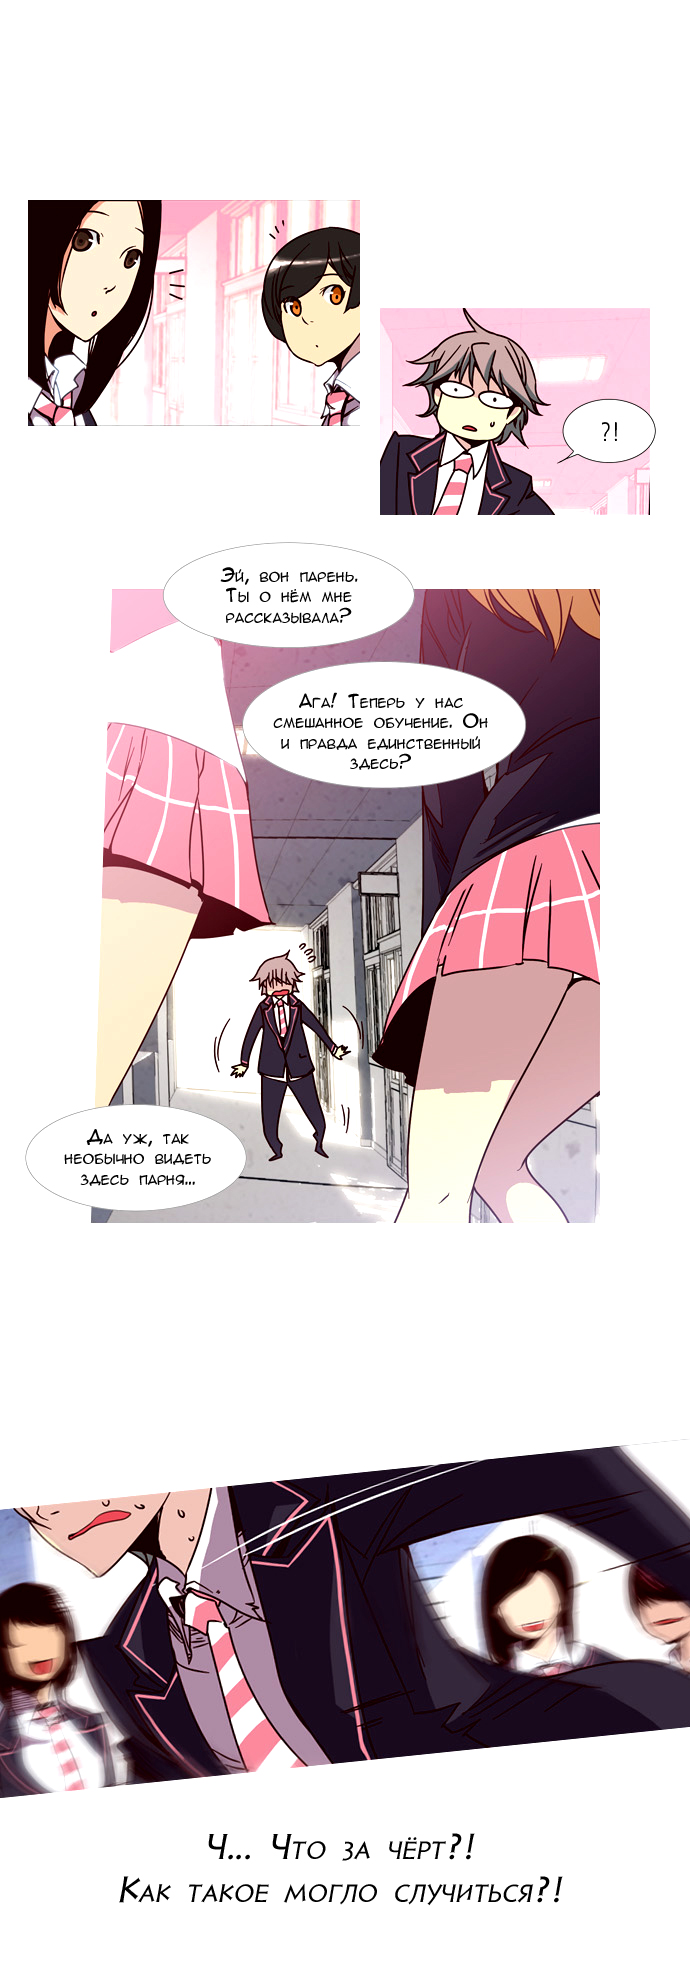 ?!
Эй, вон парень.
Ты о нём мне
рассказывала?
Ага! Теперь у нас
смешанное обучение. Он
и правда единственный
здесь?
Да уж, так
необычно видеть
здесь парня...
Ч... Что за чёрт?!
Как такое могло случиться?!